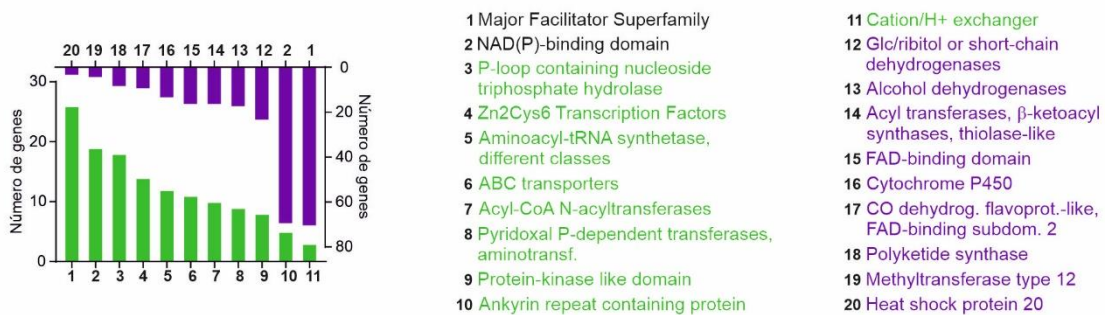 20 19 18 17 16 15 14 13 12 2 1
30
20
10
0
Número de genes
0
20
40
60
80
Número de genes
1 2 3 4 5 6 7 8 9 10 11
1 Major Facilitator Superfamily
2 NAD(P)-binding domain
3 P-loop containing nucleoside
triphosphate hydrolase
4 Zn2Cys6 Transcription Factors
5 Aminoacyl-tRNA synthetase,
different classes
6 ABC transporters
7 Acyl-CoA N-acyltransferases
8 Pyridoxal P-dependent transferases,
aminotransf.
9 Protein-kinase like domain
10 Ankyrin repeat containing protein
11 Cation/H+ exchanger
12 Glc/ribitol or short-chain
dehydrogenases
13 Alcohol dehydrogenases
14 Acyl transferases, β-ketoacyl
synthases, thiolase-like
15 FAD-binding domain
16 Cytochrome P450
17 CO dehydrog. flavoprot.-like,
FAD-binding subdom. 2
18 Polyketide synthase
19 Methyltransferase type 12
20 Heat shock protein 20